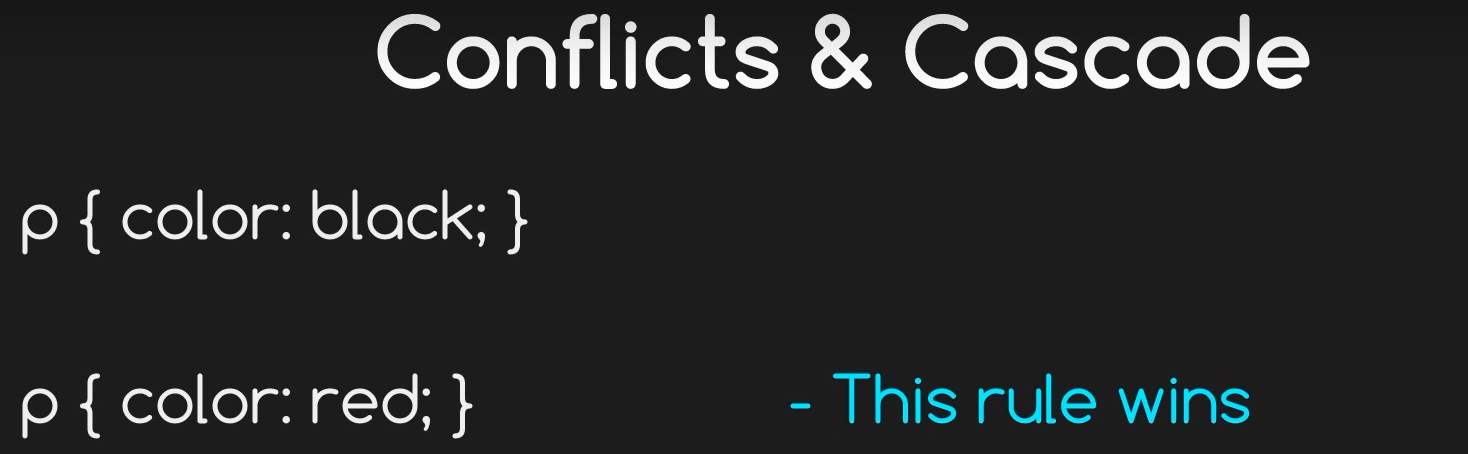 Conflicts & Cascade
p { color: black; }
p { color: red; } - This rule wins